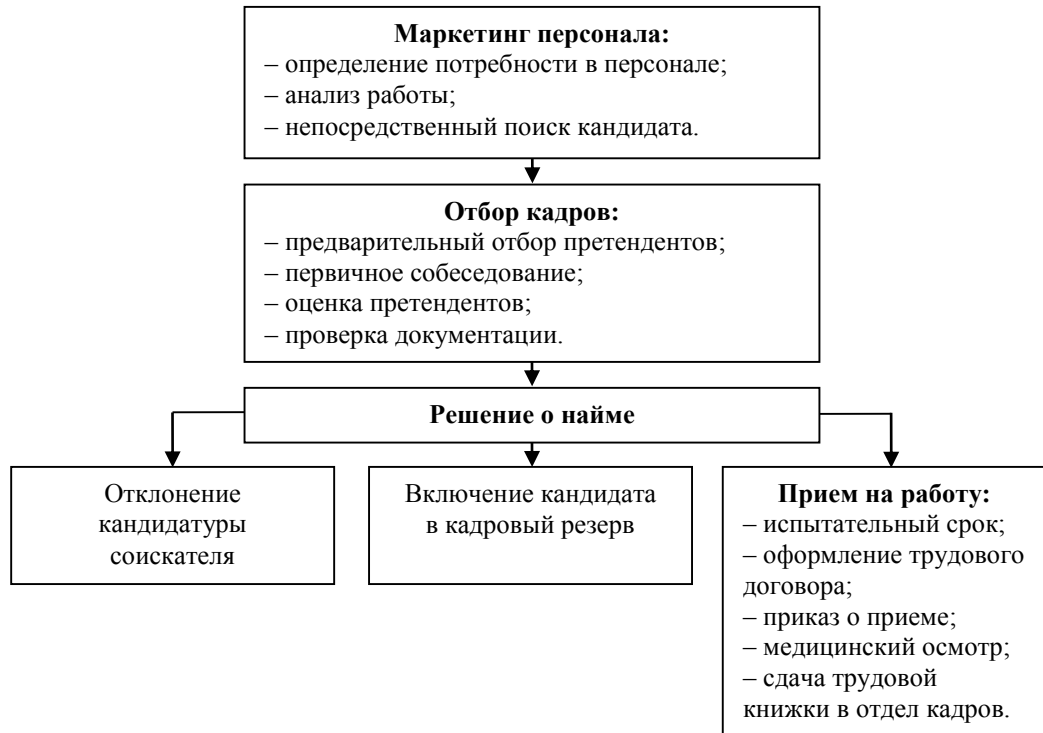 Маркетинг персонала:
– определение потребности в персонале;
– анализ работы;
– непосредственный поиск кандидата.
Отбор кадров:
– предварительный отбор претендентов;
– первичное собеседование;
– оценка претендентов;
– проверка документации.
Решение о найме
Отклонение
кандидатуры
соискателя
Включение кандидата
в кадровый резерв
Прием на работу:
– испытательный срок;
– оформление трудового
договора;
– приказ о приеме;
– медицинский осмотр;
– сдача трудовой
книжки в отдел кадров.